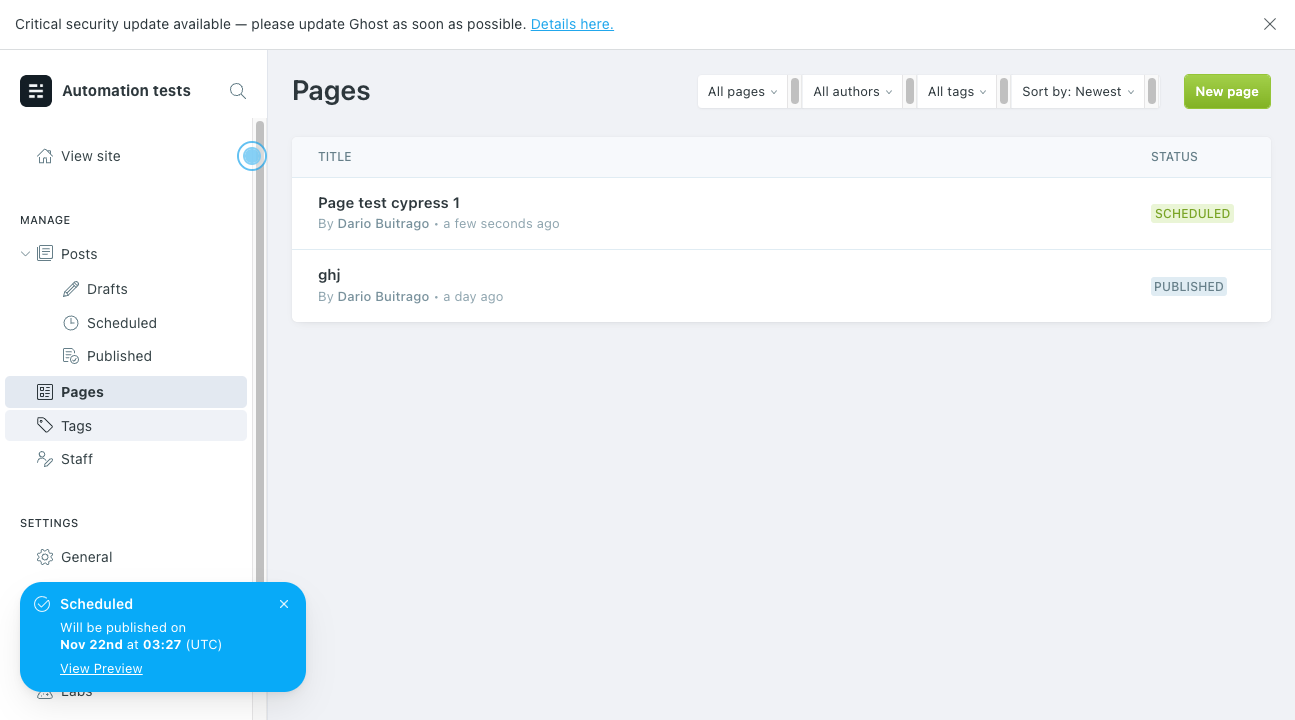 Critical security update available — please update Ghost as soon as possible. Details here.
Automation tests
View site
MANAGE
Posts
Drafts
Scheduled
Published
Pages
Tags
Staff
SETTINGS
General
Labs
Scheduled
Will be published on
Nov 22nd at 03:27 (UTC)
View Preview
Pages
All pages
All authors
All tags
Sort by: Newest
New page
TITLE
STATUS
Page test cypress 1
By Dario Buitrago • a few seconds ago
SCHEDULED
ghj
By Dario Buitrago • a day ago
PUBLISHED